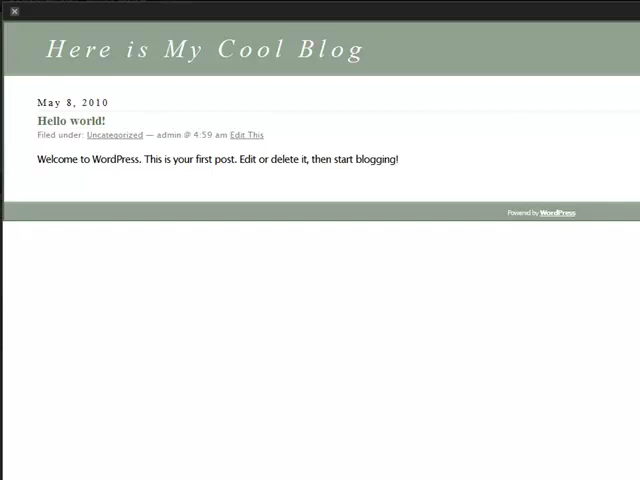 Here is My Cool Blog
May 8, 2010
Hello world!
Filed under: Uncategorized — admin @ 4:59 am Edit This
Welcome to WordPress. This is your first post. Edit or delete it, then start blogging!
Powered by WordPress